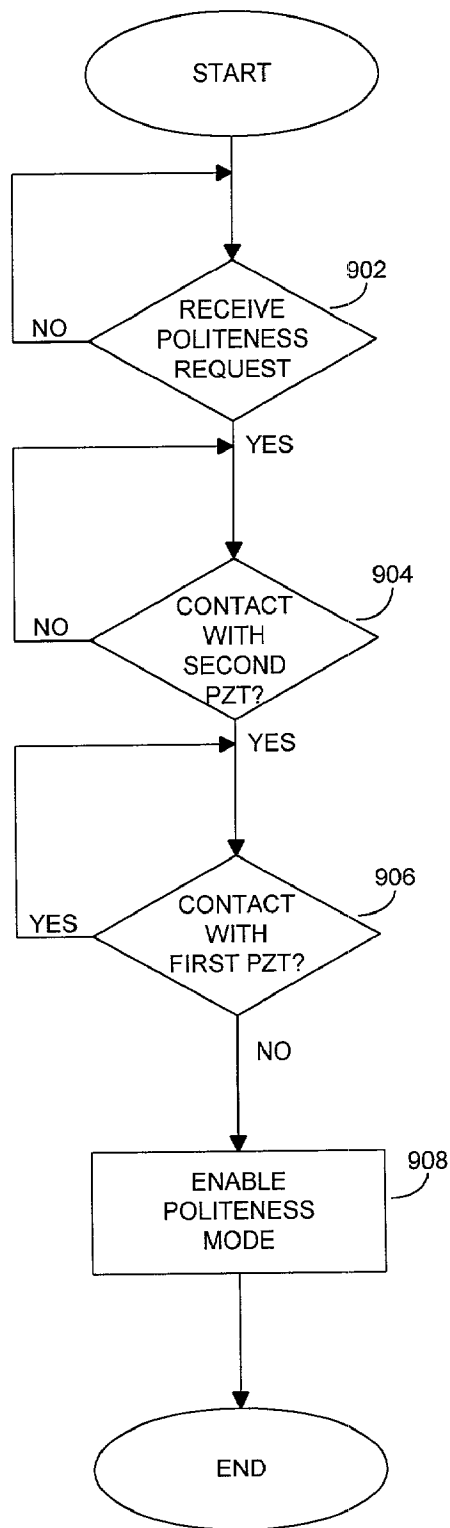 START
902
RECEIVE
POLITENESS
REQUEST
NO
YES
904
CONTACT
WITH
SECOND
PZT?
NO
YES
906
CONTACT
WITH
FIRST PZT?
YES
NO
908
ENABLE
POLITENESS
MODE
END